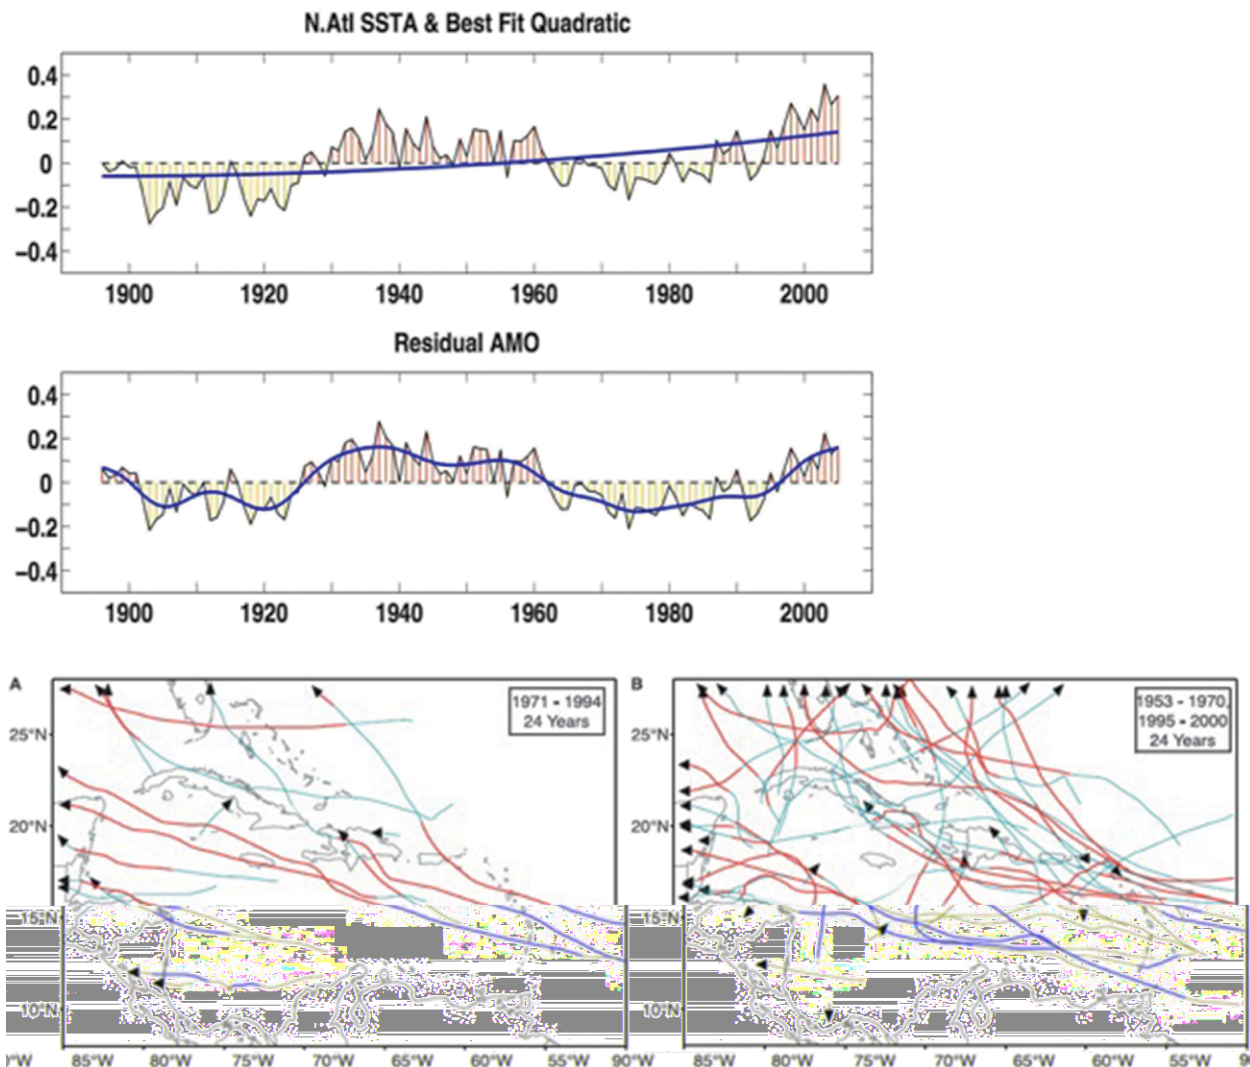 N.Atl SSTA & Best Fit Quadratic
0.4
0.2
0
−0.2
−0.4
1900 1920 1940 1960 1980 2000
Residual AMO
0.4
0.2
0
−0.2
−0.4
1900 1920 1940 1960 1980 2000
A
1971 - 1994
24 Years
25°N
20°N
15°N
10°N
B
1953 - 1970,
1995 - 2000
24 Years
25°N
20°N
15°N
10°N
0°W 85°W 80°W 75°W 70°W 65°W 60°W 55°W 90°W 85°W 80°W 75°W 70°W 65°W 60°W 55°W 9